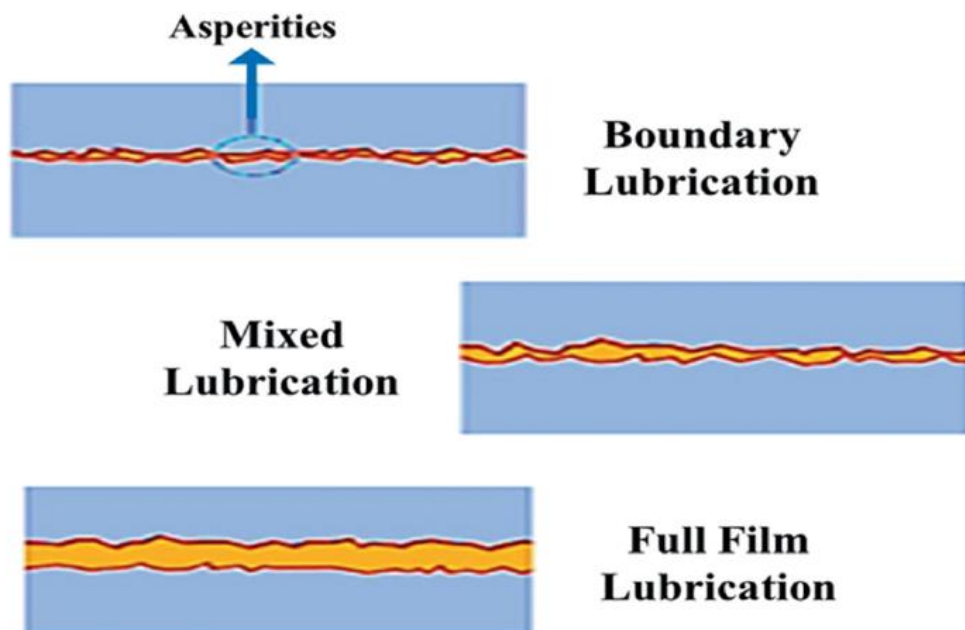 Asperities
Boundary
Lubrication
Mixed
Lubrication
Full Film
Lubrication